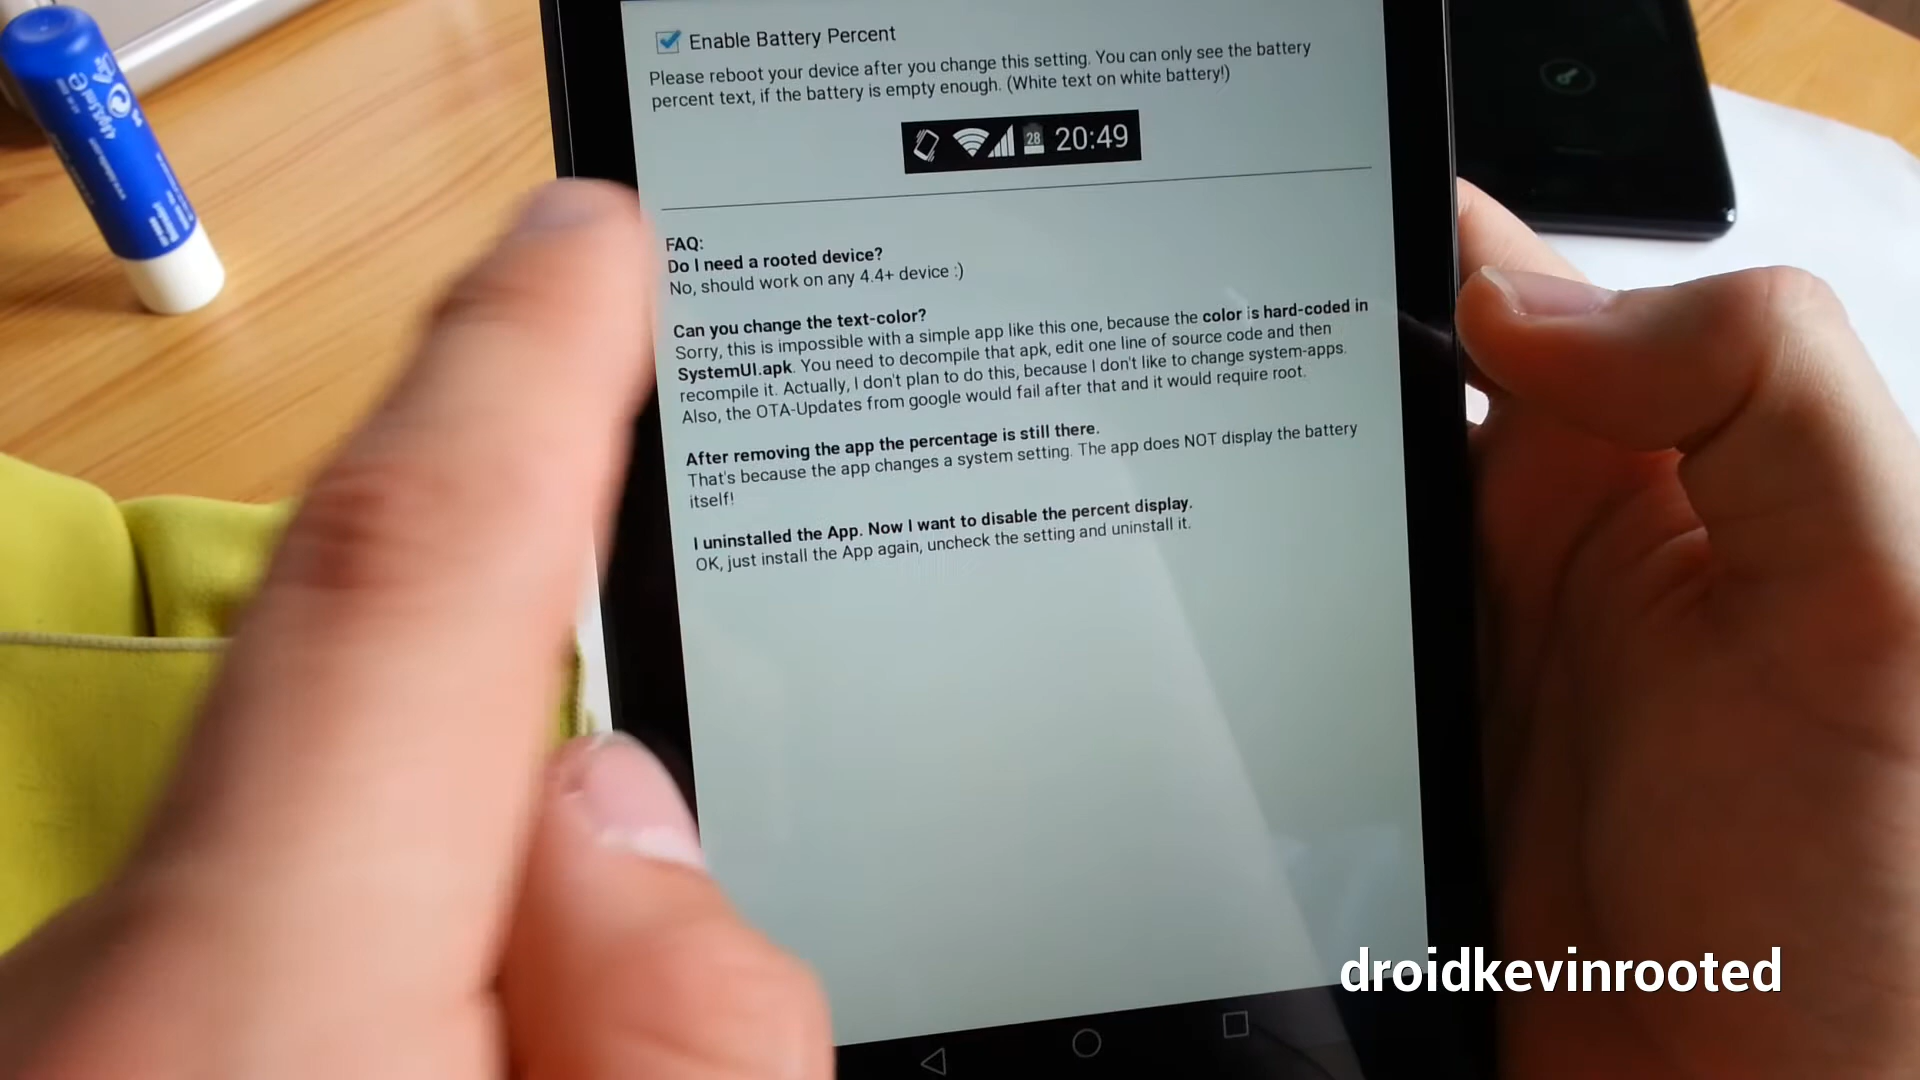 Enable Battery Percent
Please reboot your device after you change this setting. You can only see the battery
percent text, if the battery is empty enough. (White text on white battery!)
28 20:49
FAQ:
Do I need a rooted device?
No, should work on any 4.4+ device :)
Can you change the text-color?
Sorry, this is impossible with a simple app like this one, because the color is hard-coded in
SystemUI.apk. You need to decompile that apk, edit one line of source code and then
recompile it. Actually, I don't plan to do this, because I don't like to change system-apps.
Also, the OTA-Updates from google would fail after that and it would require root.
After removing the app the percentage is still there.
That's because the app changes a system setting. The app does NOT display the battery
itself!
I uninstalled the App. Now I want to disable the percent display.
OK, just install the App again, uncheck the setting and uninstall it.
droidkevinrooted